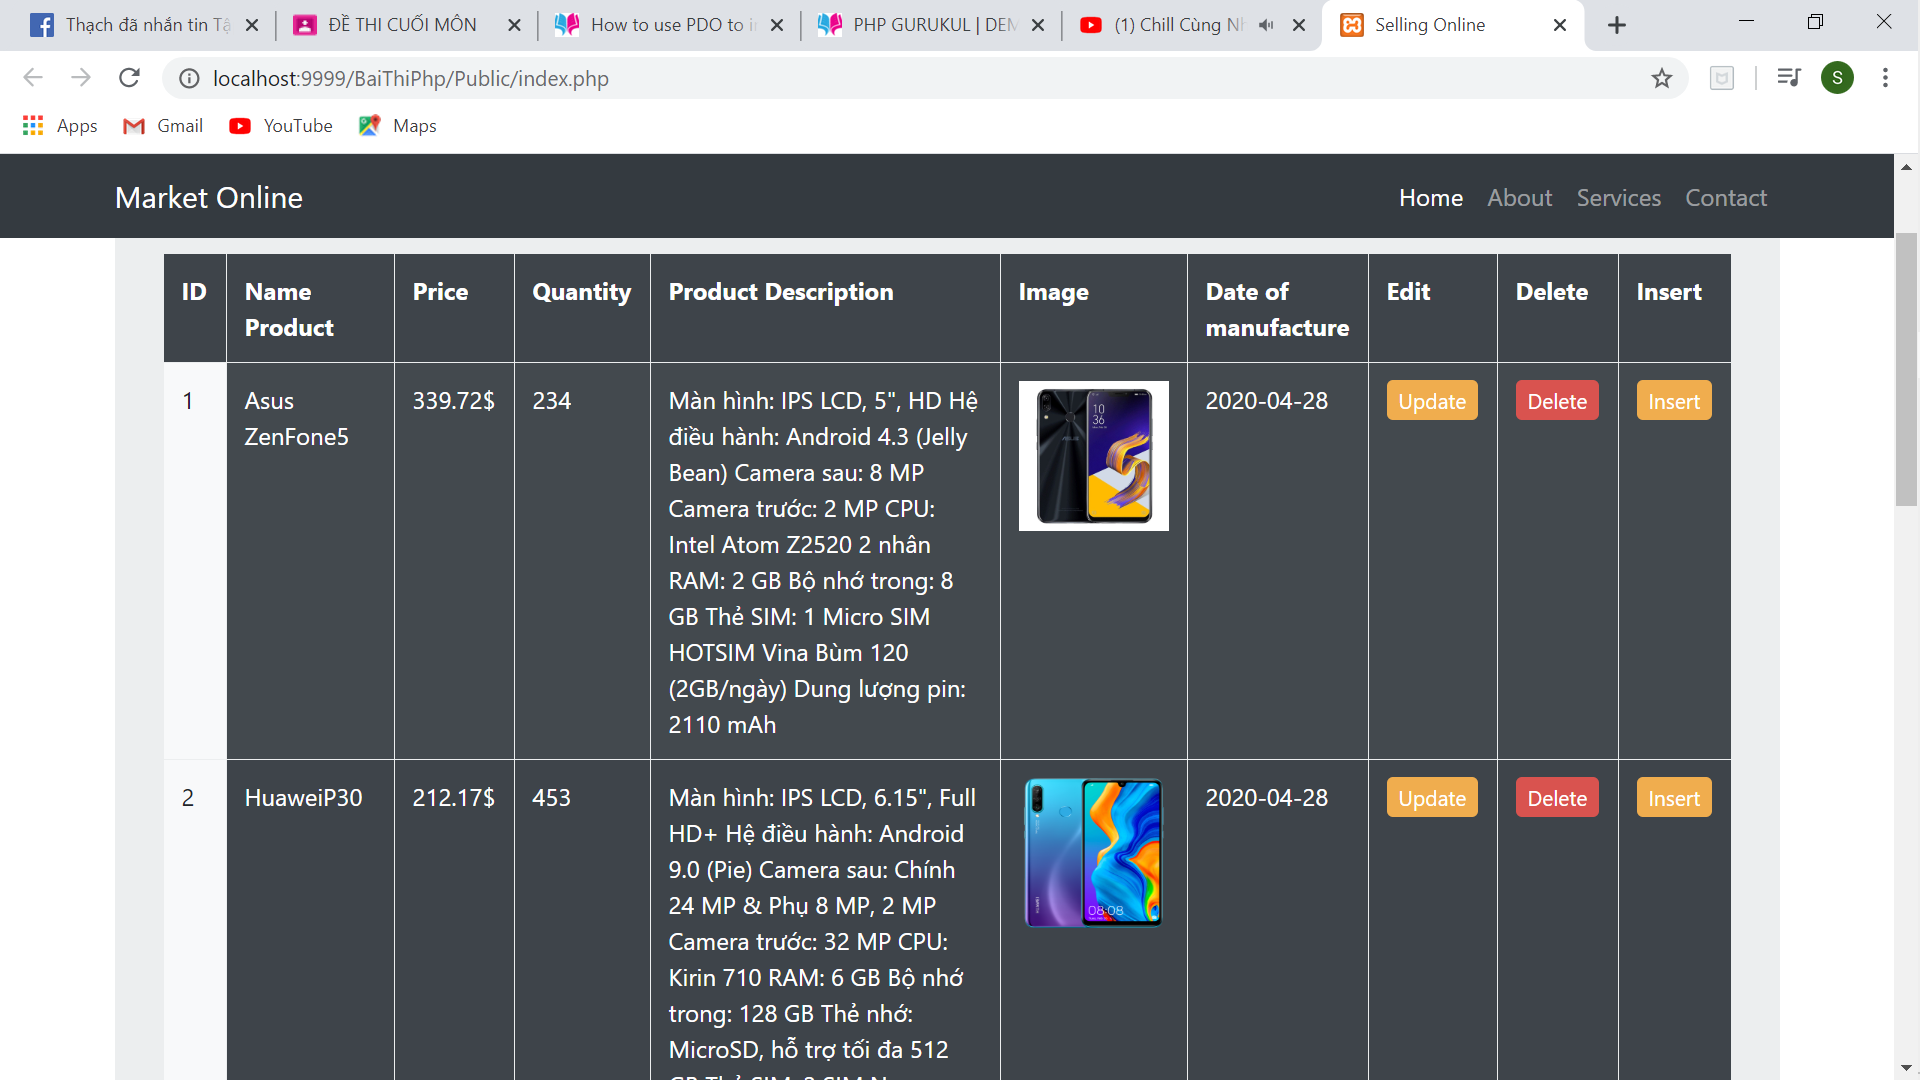 Thạch đã nhắn tin Tậ
ĐỀ THI CUỐI MÔN
How to use PDO to in
PHP GURUKUL | DEM
(1) Chill Cùng Nh
Selling Online
localhost:9999/BaiThiPhp/Public/index.php
S
Apps
Gmail
YouTube
Maps
Market Online
Home
About
Services
Contact
ID
Name
Product
Price
Quantity
Product Description
Image
Date of
manufacture
Edit
Delete
Insert
1
Asus
ZenFone5
339.72$
234
Màn hình: IPS LCD, 5", HD Hệ
điều hành: Android 4.3 (Jelly
Bean) Camera sau: 8 MP
Camera trước: 2 MP CPU:
Intel Atom Z2520 2 nhân
RAM: 2 GB Bộ nhớ trong: 8
GB Thẻ SIM: 1 Micro SIM
HOTSIM Vina Bùm 120
(2GB/ngày) Dung lượng pin:
2110 mAh
10
36
2020-04-28
Update
Delete
Insert
2
HuaweiP30
212.17$
453
Màn hình: IPS LCD, 6.15", Full
HD+ Hệ điều hành: Android
9.0 (Pie) Camera sau: Chính
24 MP & Phụ 8 MP, 2 MP
Camera trước: 32 MP CPU:
Kirin 710 RAM: 6 GB Bộ nhớ
trong: 128 GB Thẻ nhớ:
MicroSD, hỗ trợ tối đa 512
08:08
2020-04-28
Update
Delete
Insert